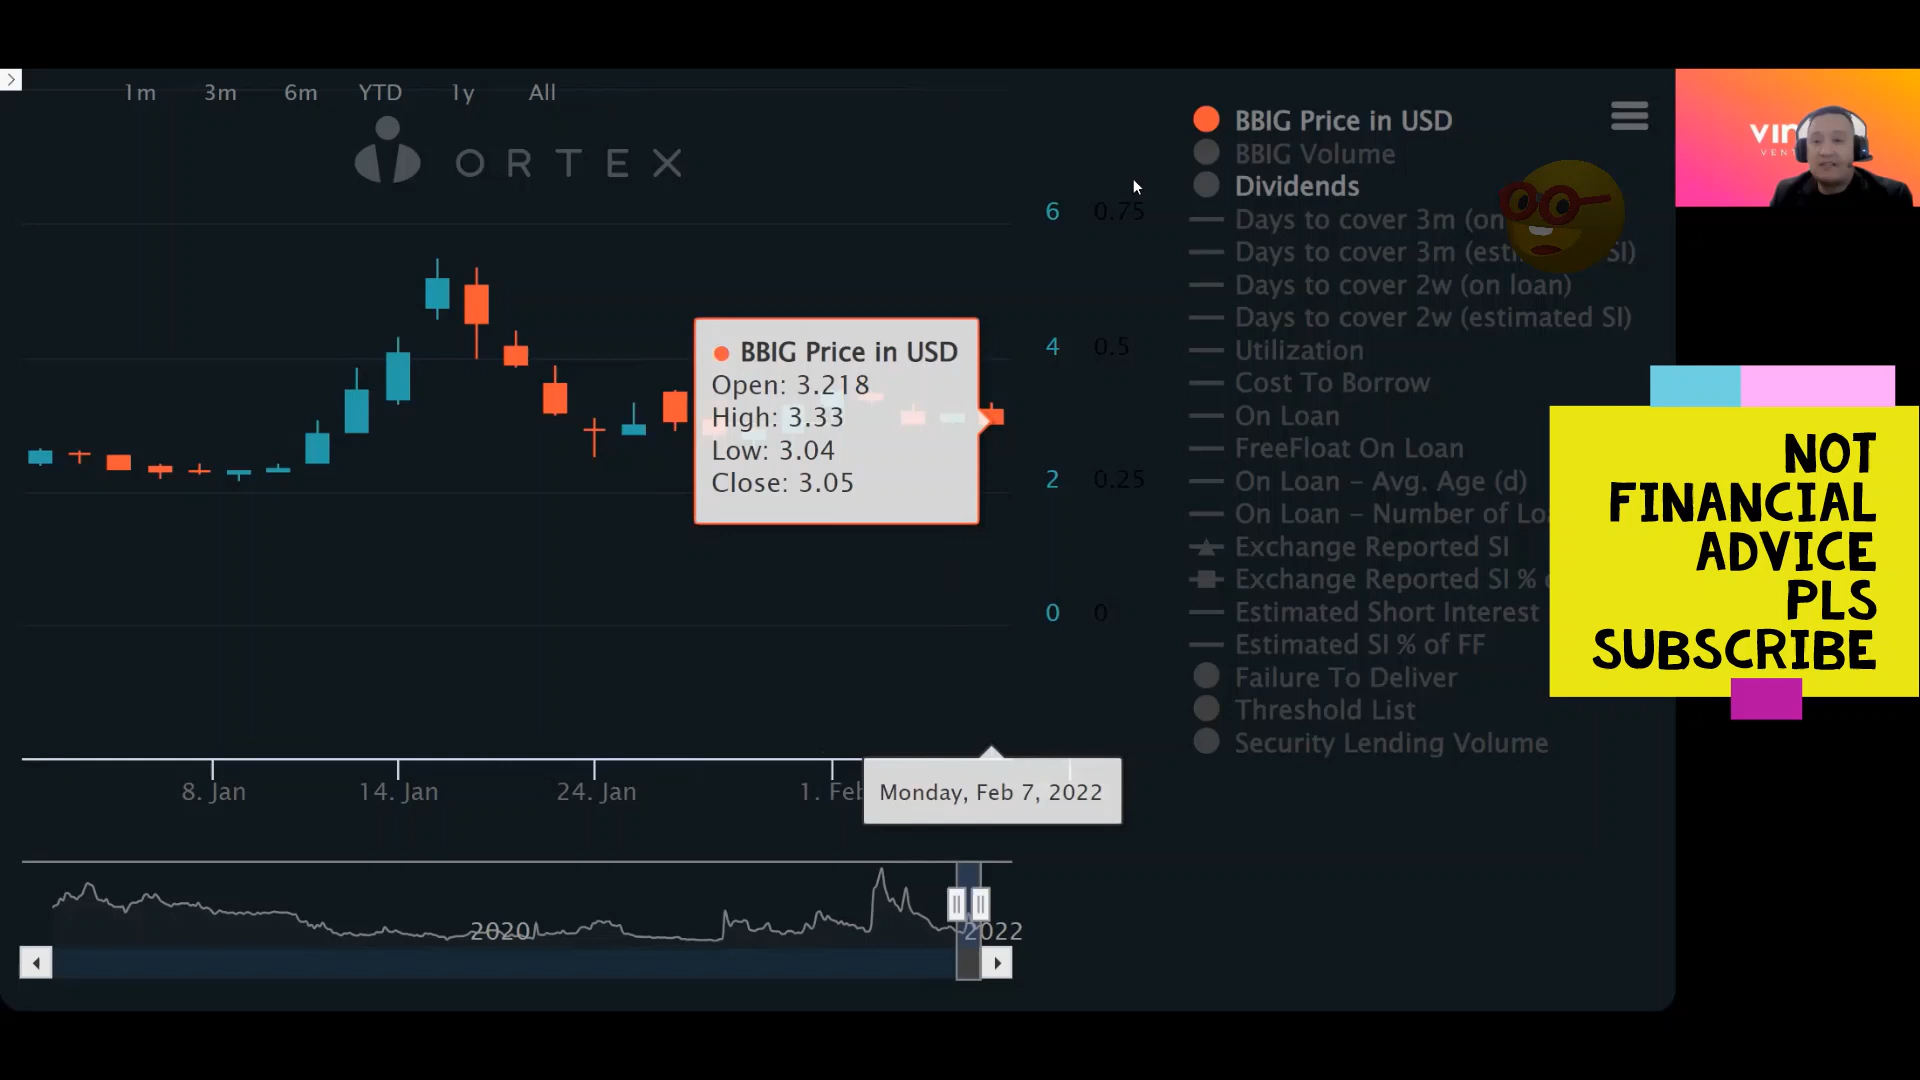 1m 3m 6m YTD 1y All
ORTEX
BBIG Price in USD
BBIG Volume
Dividends
Days to cover 3m (on
Days to cover 3m (est SI)
Days to cover 2w (on loan)
Days to cover 2w (estimated SI)
Utilization
Cost To Borrow
On Loan
FreeFloat On Loan
On Loan - Avg. Age (d)
On Loan - Number of Lo
Exchange Reported SI
Exchange Reported SI %
Estimated Short Interest
Estimated SI % of FF
Failure To Deliver
Threshold List
Security Lending Volume
6 0.75
4 0.5
2 0.25
0 0
BBIG Price in USD
Open: 3.218
High: 3.33
Low: 3.04
Close: 3.05
8. Jan 14. Jan 24. Jan 1. Feb
Monday, Feb 7, 2022
2020 2022
NOT
FINANCIAL
ADVICE
PLS
SUBSCRIBE